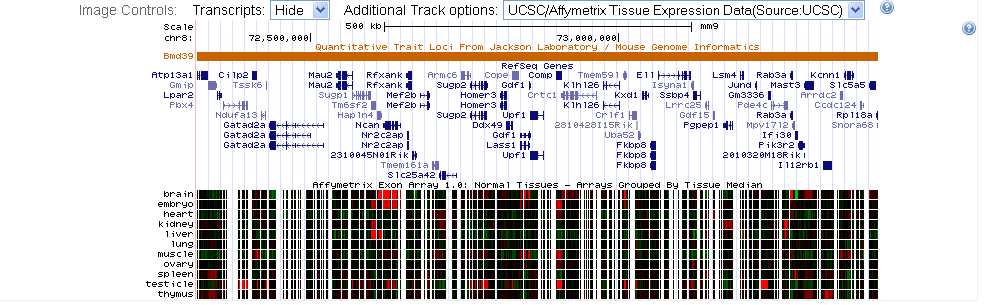 Image Controls: Transcripts: Hide Additional Track options: UCSC/Affymetrix Tissue Expression Data(Source:UCSC)
Scale 500 kb mm9
chr8: 72,500,000 73,000,000
Quantitative Trait Loci From Jackson Laboratory / Mouse Genome Informatics
Bmd39
RefSeq Genes
Atp13a1 Cilp2 Mau2 Rfxank Armc6 Cope Comp Tmem59l Ell Lsm4 Rab3a Kcnn1
Gmip Tssk6 Mau2 Rfxank Sugp2 Gdf1 Klhl26 Isyna1 Jund Mast3 Slc5a5
Lpar2 Sugp1 Mef2b Homer3 Crtc1 Kxd1 Ssbp4 Gm3336 Arrdc2
Pbx4 Tm6sf2 Mef2b Homer3 Klhl26 Lrrc25 Pde4c Ccdc124
Ndufa13 Hapln4 Sugp2 Upf1 Crlf1 Gdf15 Rab3a Rpl18a
Gatad2a Ncan Ddx49 2810428I15Rik Pgpep1 Mpv17l2 Snora68
Gatad2a Nr2c2ap Gdf1 Uba52 Ifi30
Gatad2a Nr2c2ap Lass1 Fkbp8 Pik3r2
2310045N01Rik Upf1 Fkbp8 2010320M18Rik
Tmem161a Fkbp8 Il12rb1
Slc25a42
Affymetrix Exon Array 1.0: Normal Tissues - Arrays Grouped By Tissue Median
brain
embryo
heart
kidney
liver
lung
muscle
ovary
spleen
testicle
thymus